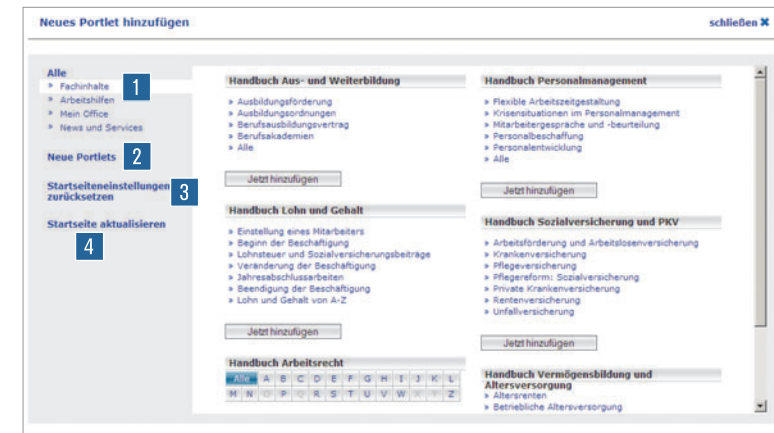 Neues Portlet hinzufügen
schließen
Alle
Fachinhalte
1
Arbeitshilfen
Mein Office
News und Services
Neue Portlets
2
Startseiteneinstellungen
zurücksetzen
3
Startseite aktualisieren
4
Handbuch Aus- und Weiterbildung
» Ausbildungsförderung
» Ausbildungsordnungen
» Berufsausbildungsvertrag
» Berufsakademien
» Alle
Jetzt hinzufügen
Handbuch Lohn und Gehalt
» Einstellung eines Mitarbeiters
» Beginn der Beschäftigung
» Lohnsteuer und Sozialversicherungsbeiträge
» Veränderung der Beschäftigung
» Jahresabschlussarbeiten
» Beendigung der Beschäftigung
» Lohn und Gehalt von A-Z
Jetzt hinzufügen
Handbuch Arbeitsrecht
Alle A B C D E F G H I J K L
M N O P Q R S T U V W X Y Z
Handbuch Personalmanagement
» Flexible Arbeitszeitgestaltung
» Krisensituationen im Personalmanagement
» Mitarbeitergespräche und -beurteilung
» Personalbeschaffung
» Personalentwicklung
» Alle
Jetzt hinzufügen
Handbuch Sozialversicherung und PKV
» Arbeitsförderung und Arbeitslosenversicherung
» Krankenversicherung
» Pflegeversicherung
» Pflegereform: Sozialversicherung
» Private Krankenversicherung
» Rentenversicherung
» Unfallversicherung
Jetzt hinzufügen
Handbuch Vermögensbildung und
Altersversorgung
» Altersrenten
» Betriebliche Altersversorgung